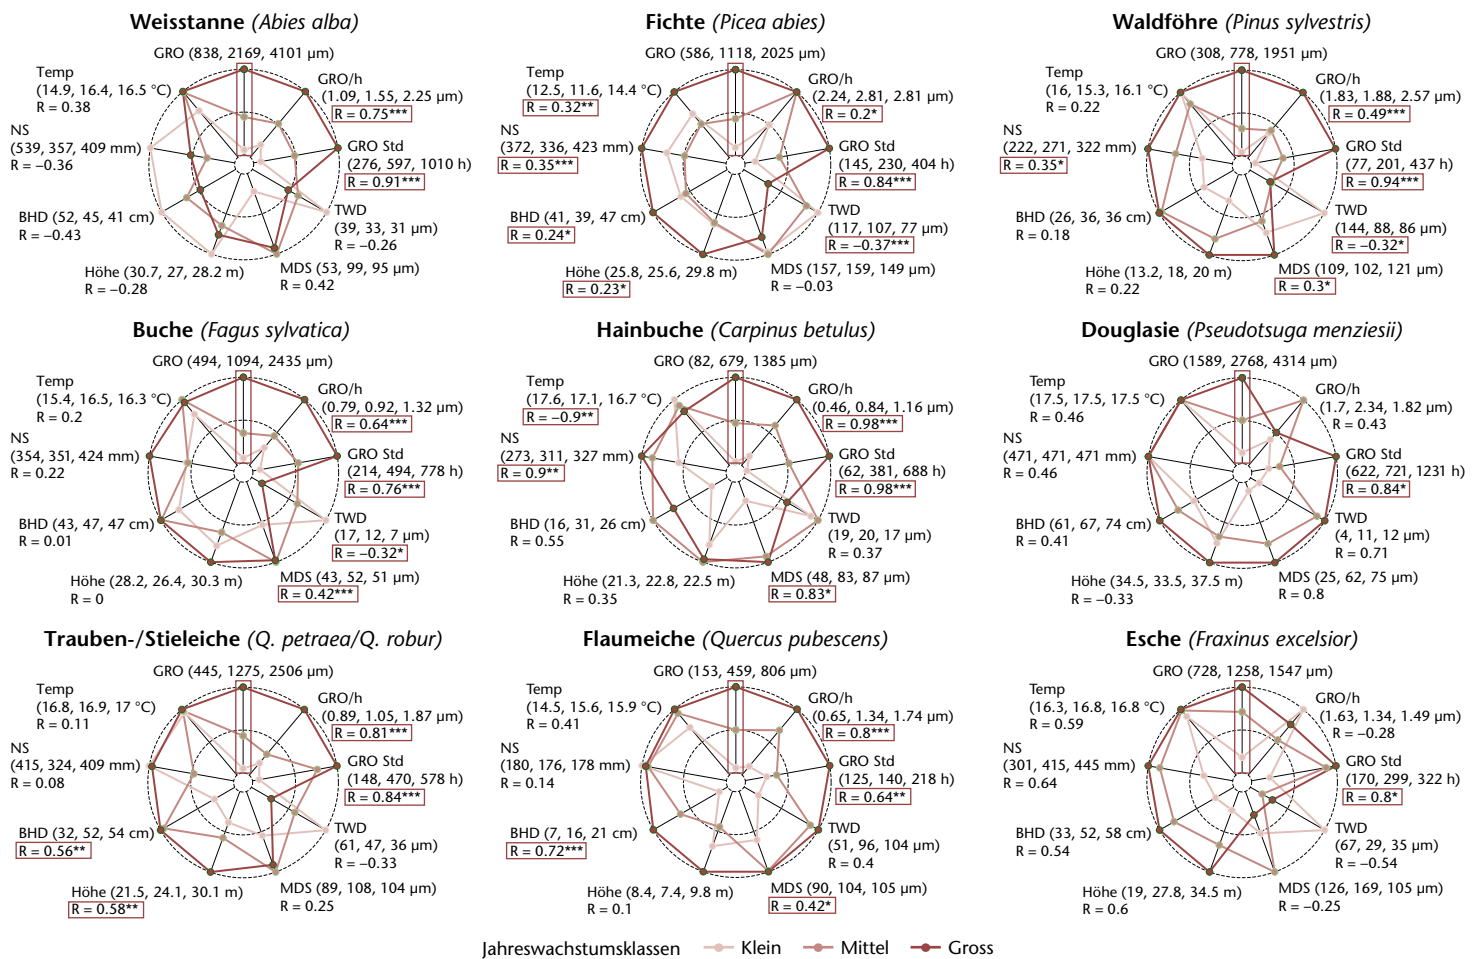 Weisstanne (Abies alba)
GRO (838, 2169, 4101 µm)
GRO/h
(1.09, 1.55, 2.25 µm)
R = 0.75***
GRO Std
(276, 597, 1010 h)
R = 0.91***
TWD
(39, 33, 31 µm)
R = −0.26
MDS (53, 99, 95 µm)
R = 0.42
Höhe (30.7, 27, 28.2 m)
R = −0.28
BHD (52, 45, 41 cm)
R = −0.43
NS
(539, 357, 409 mm)
R = −0.36
Temp
(14.9, 16.4, 16.5 °C)
R = 0.38
Fichte (Picea abies)
GRO (586, 1118, 2025 µm)
GRO/h
(2.24, 2.81, 2.81 µm)
R = 0.2*
GRO Std
(145, 230, 404 h)
R = 0.84***
TWD
(117, 107, 77 µm)
R = −0.37***
MDS (157, 159, 149 µm)
R = −0.03
Höhe (25.8, 25.6, 29.8 m)
R = 0.23*
BHD (41, 39, 47 cm)
R = 0.24*
NS
(372, 336, 423 mm)
R = 0.35***
Temp
(12.5, 11.6, 14.4 °C)
R = 0.32**
Waldföhre (Pinus sylvestris)
GRO (308, 778, 1951 µm)
GRO/h
(1.83, 1.88, 2.57 µm)
R = 0.49***
GRO Std
(77, 201, 437 h)
R = 0.94***
TWD
(144, 88, 86 µm)
R = −0.32*
MDS (109, 102, 121 µm)
R = 0.3*
Höhe (13.2, 18, 20 m)
R = 0.22
BHD (26, 36, 36 cm)
R = 0.18
NS
(222, 271, 322 mm)
R = 0.35*
Temp
(16, 15.3, 16.1 °C)
R = 0.22
Buche (Fagus sylvatica)
GRO (494, 1094, 2435 µm)
GRO/h
(0.79, 0.92, 1.32 µm)
R = 0.64***
GRO Std
(214, 494, 778 h)
R = 0.76***
TWD
(17, 12, 7 µm)
R = −0.32*
MDS (43, 52, 51 µm)
R = 0.42***
Höhe (28.2, 26.4, 30.3 m)
R = 0
BHD (43, 47, 47 cm)
R = 0.01
NS
(354, 351, 424 mm)
R = 0.22
Temp
(15.4, 16.5, 16.3 °C)
R = 0.2
Hainbuche (Carpinus betulus)
GRO (82, 679, 1385 µm)
GRO/h
(0.46, 0.84, 1.16 µm)
R = 0.98***
GRO Std
(62, 381, 688 h)
R = 0.98***
TWD
(19, 20, 17 µm)
R = 0.37
MDS (48, 83, 87 µm)
R = 0.83*
Höhe (21.3, 22.8, 22.5 m)
R = 0.35
BHD (16, 31, 26 cm)
R = 0.55
NS
(273, 311, 327 mm)
R = 0.9**
Temp
(17.6, 17.1, 16.7 °C)
R = −0.9**
Douglasie (Pseudotsuga menziesii)
GRO (1589, 2768, 4314 µm)
GRO/h
(1.7, 2.34, 1.82 µm)
R = 0.43
GRO Std
(622, 721, 1231 h)
R = 0.84*
TWD
(4, 11, 12 µm)
R = 0.71
MDS (25, 62, 75 µm)
R = 0.8
Höhe (34.5, 33.5, 37.5 m)
R = −0.33
BHD (61, 67, 74 cm)
R = 0.41
NS
(471, 471, 471 mm)
R = 0.46
Temp
(17.5, 17.5, 17.5 °C)
R = 0.46
Trauben-/Stieleiche (Q. petraea/Q. robur)
GRO (445, 1275, 2506 µm)
GRO/h
(0.89, 1.05, 1.87 µm)
R = 0.81***
GRO Std
(148, 470, 578 h)
R = 0.84***
TWD
(61, 47, 36 µm)
R = −0.33
MDS (89, 108, 104 µm)
R = 0.25
Höhe (21.5, 24.1, 30.1 m)
R = 0.58**
BHD (32, 52, 54 cm)
R = 0.56**
NS
(415, 324, 409 mm)
R = 0.08
Temp
(16.8, 16.9, 17 °C)
R = 0.11
Flaumeiche (Quercus pubescens)
GRO (153, 459, 806 µm)
GRO/h
(0.65, 1.34, 1.74 µm)
R = 0.8***
GRO Std
(125, 140, 218 h)
R = 0.64**
TWD
(51, 96, 104 µm)
R = 0.4
MDS (90, 104, 105 µm)
R = 0.42*
Höhe (8.4, 7.4, 9.8 m)
R = 0.1
BHD (7, 16, 21 cm)
R = 0.72***
NS
(180, 176, 178 mm)
R = 0.14
Temp
(14.5, 15.6, 15.9 °C)
R = 0.41
Esche (Fraxinus excelsior)
GRO (728, 1258, 1547 µm)
GRO/h
(1.63, 1.34, 1.49 µm)
R = −0.28
GRO Std
(170, 299, 322 h)
R = 0.8*
TWD
(67, 29, 35 µm)
R = −0.54
MDS (126, 169, 105 µm)
R = −0.25
Höhe (19, 27.8, 34.5 m)
R = 0.6
BHD (33, 52, 58 cm)
R = 0.54
NS
(301, 415, 445 mm)
R = 0.64
Temp
(16.3, 16.8, 16.8 °C)
R = 0.59
Jahreswachstumsklassen Klein Mittel Gross